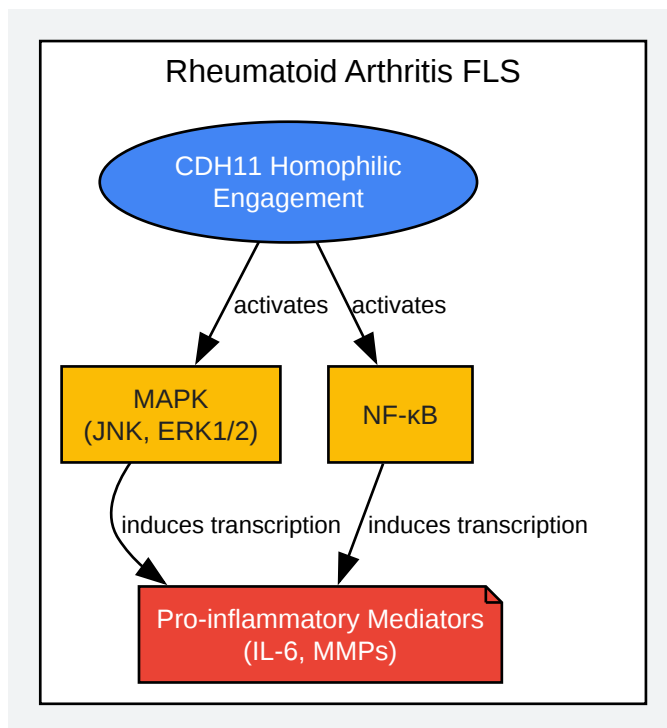 Rheumatoid Arthritis FLS
CDH11 Homophilic
Engagement
activates
activates
MAPK
(JNK, ERK1/2)
NF-κB
induces transcription
induces transcription
Pro-inflammatory Mediators
(IL-6, MMPs)